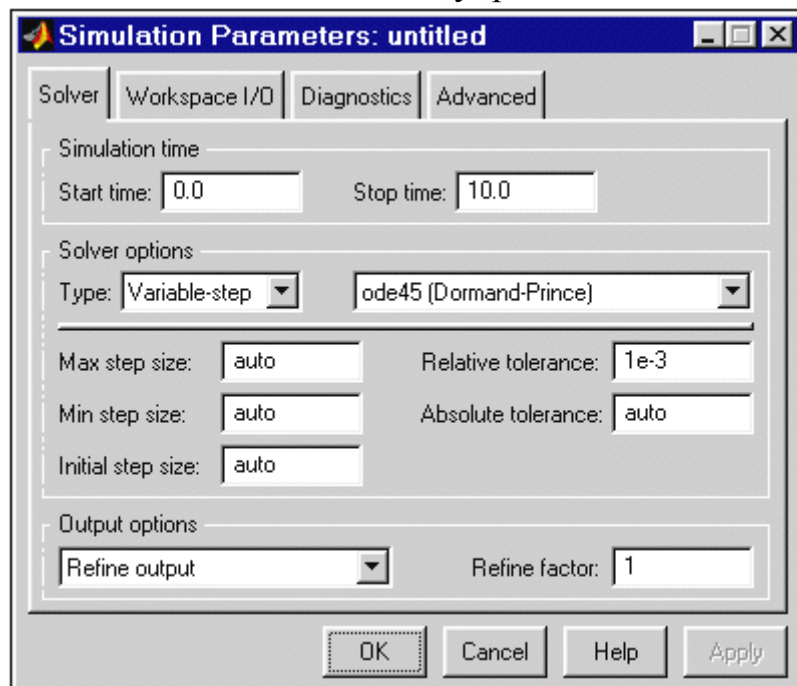 Simulation Parameters: untitled
Solver Workspace I/O Diagnostics Advanced
Simulation time
Start time: 0.0 Stop time: 10.0
Solver options
Type: Variable-step ode45 (Dormand-Prince)
Max step size: auto Relative tolerance: 1e-3
Min step size: auto Absolute tolerance: auto
Initial step size: auto
Output options
Refine output Refine factor: 1
OK Cancel Help Apply